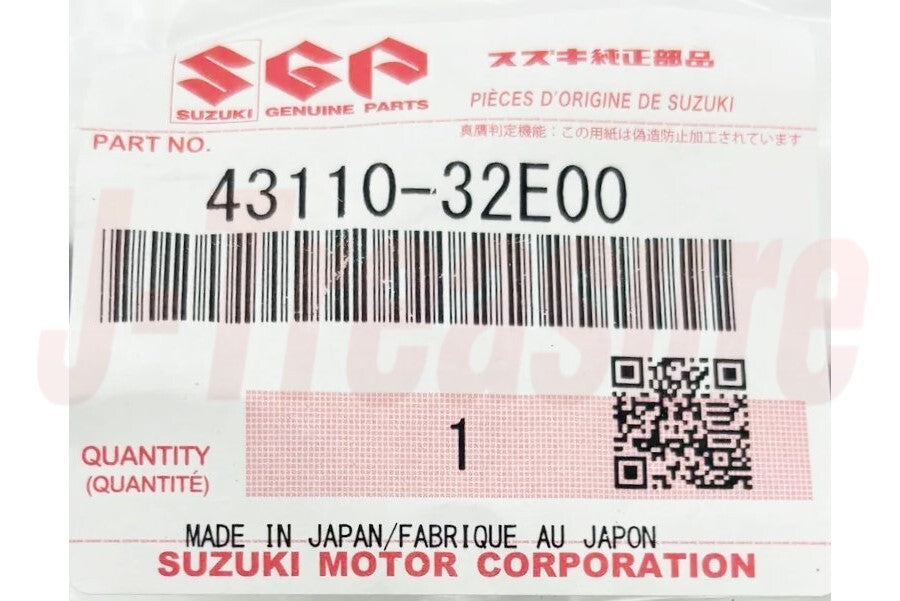 SGP スズキ純正部品
SUZUKI GENUINE PARTS PIÈCES D'ORIGINE DE SUZUKI
真贋判定機能：この用紙は偽造防止加工されています
PART NO.
43110-32E00
J-Treasure
QUANTITY 1
(QUANTITÉ)
MADE IN JAPAN/FABRIQUE AU JAPON
SUZUKI MOTOR CORPORATION